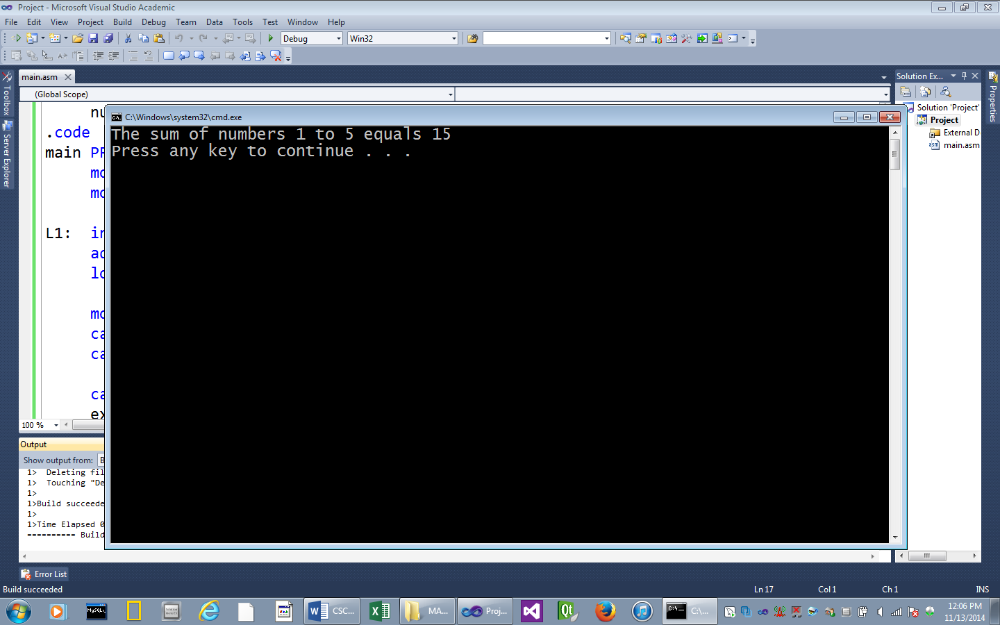 Project - Microsoft Visual Studio Academic
File Edit View Project Build Debug Team Data Tools Test Window Help
Debug Win32
main.asm
(Global Scope)
Toolbox
Server Explorer
nu
.code
main PR
mo
mo
L1: in
ad
lo
mo
ca
ca
ca
ex
100 %
C:\Windows\system32\cmd.exe
The sum of numbers 1 to 5 equals 15
Press any key to continue . . .
Solution Ex...
Solution 'Project'
Project
External D
main.asm
Properties
Output
Show output from: B
1> Deleting fil
1> Touching "De
1>
1>Build succeede
1>
1>Time Elapsed 0
========== Build
Error List
Build succeeded Ln 17 Col 1 Ch 1 INS
MySQL
CSC...
MA...
Proj...
Qt
C:\...
12:06 PM
11/13/2014